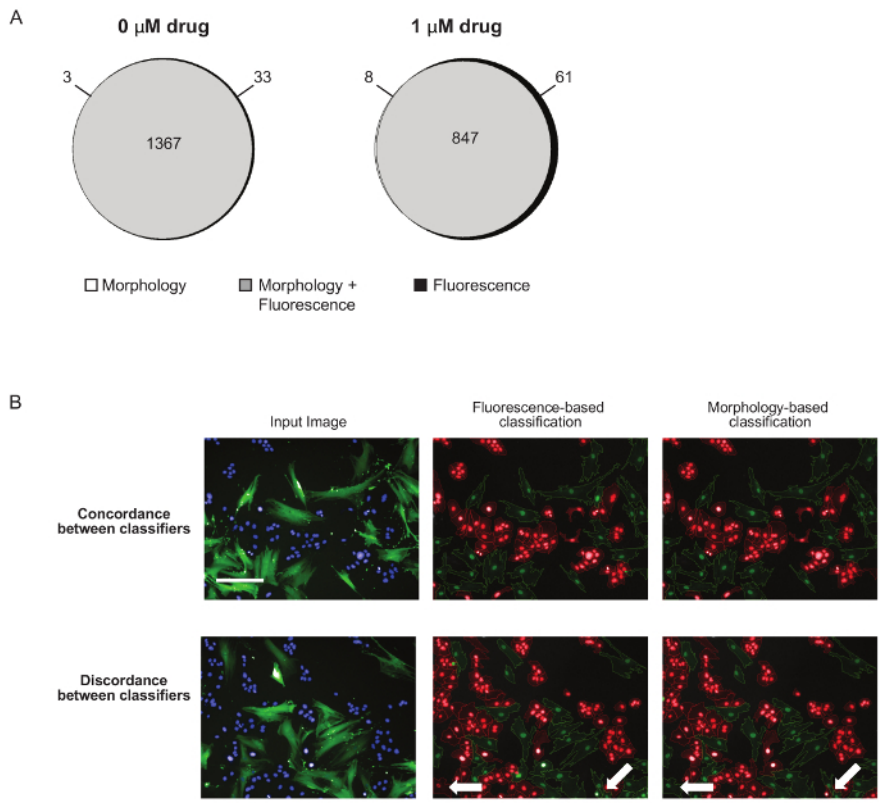 A
0 µM drug
1 µM drug
3
33
8
61
1367
847
Morphology
Morphology +
Fluorescence
Fluorescence
B
Input Image
Fluorescence-based
classification
Morphology-based
classification
Concordance
between classifiers
Discordance
between classifiers